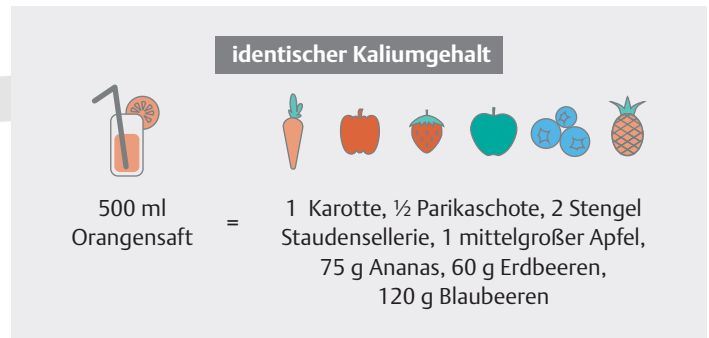 identischer Kaliumgehalt
500 ml
Orangensaft
=
1 Karotte, ½ Parikaschote, 2 Stengel
Staudensellerie, 1 mittelgroßer Apfel,
75 g Ananas, 60 g Erdbeeren,
120 g Blaubeeren